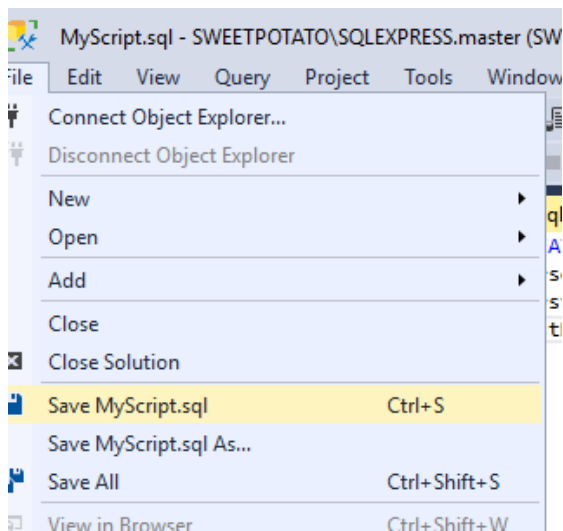 MyScript.sql - SWEETPOTATO\SQLEXPRESS.master (SW
File Edit View Query Project Tools Window
Connect Object Explorer...
Disconnect Object Explorer
New
Open
Add
Close
Close Solution
Save MyScript.sql Ctrl+S
Save MyScript.sql As...
Save All Ctrl+Shift+S
View in Browser Ctrl+Shift+W